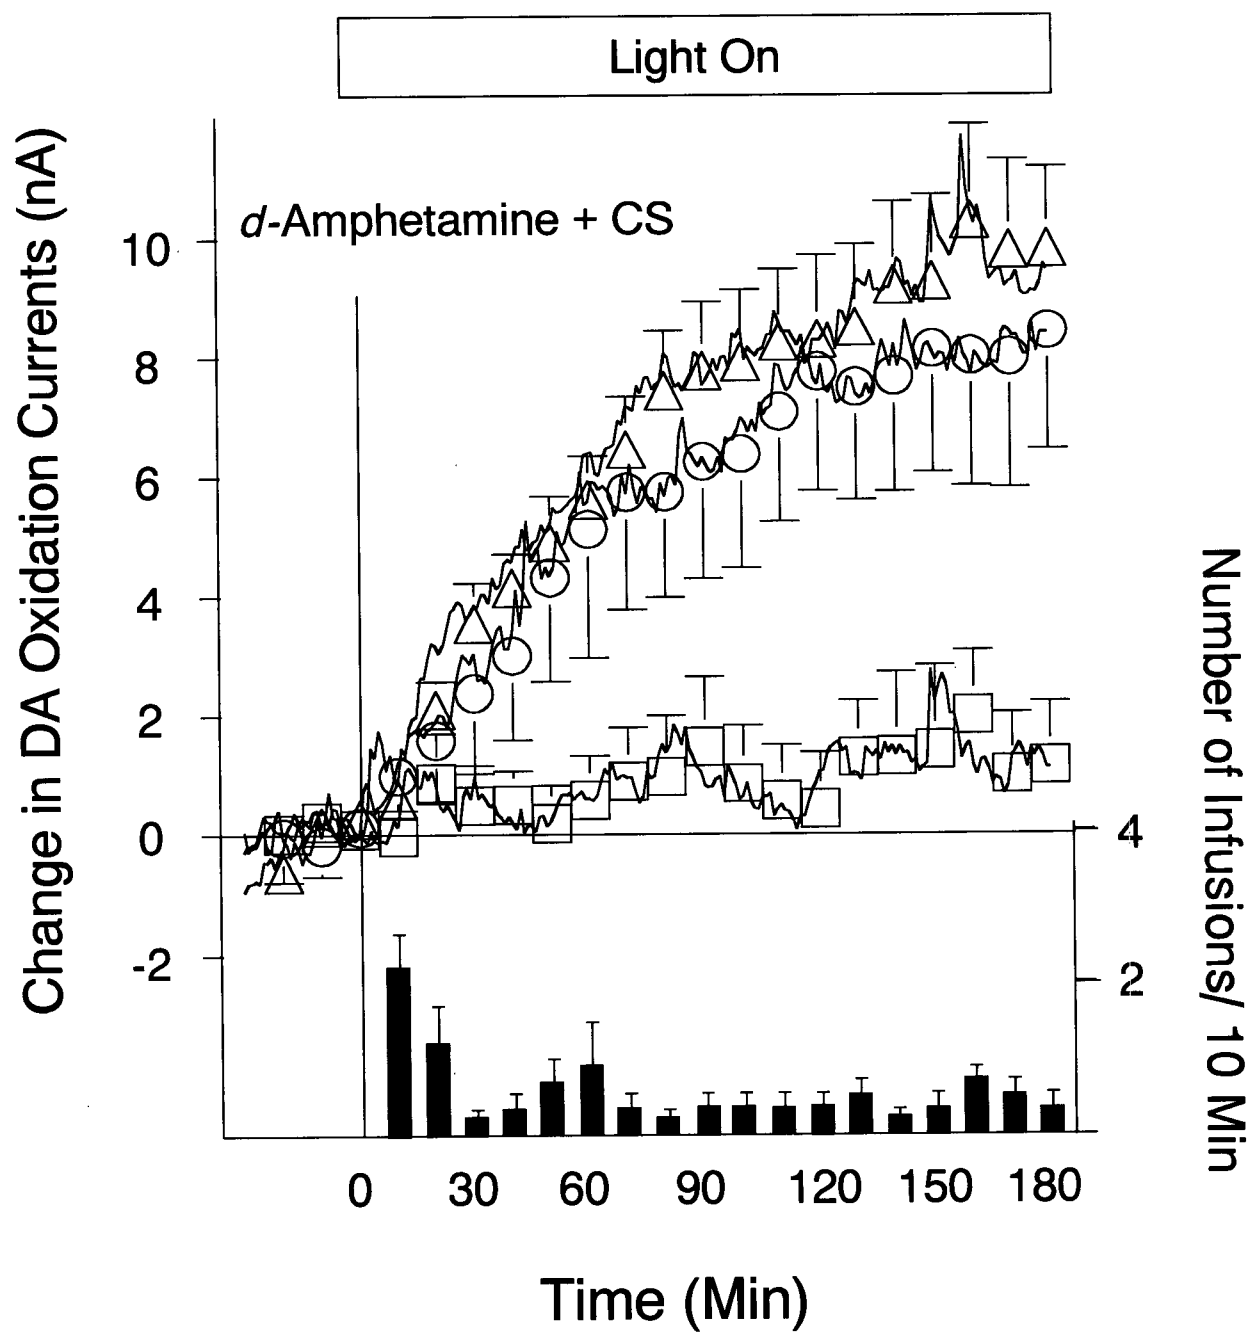 Light On
d-Amphetamine + CS
Change in DA Oxidation Currents (nA)
10
8
6
4
2
0
-2
4
2
Number of Infusions/ 10 Min
0 30 60 90 120 150 180
Time (Min)